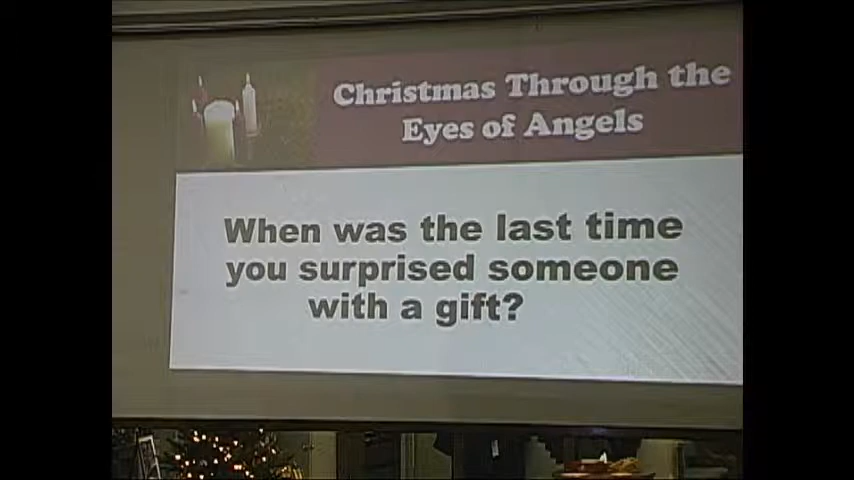 Christmas Through the
Eyes of Angels
When was the last time
you surprised someone
with a gift?